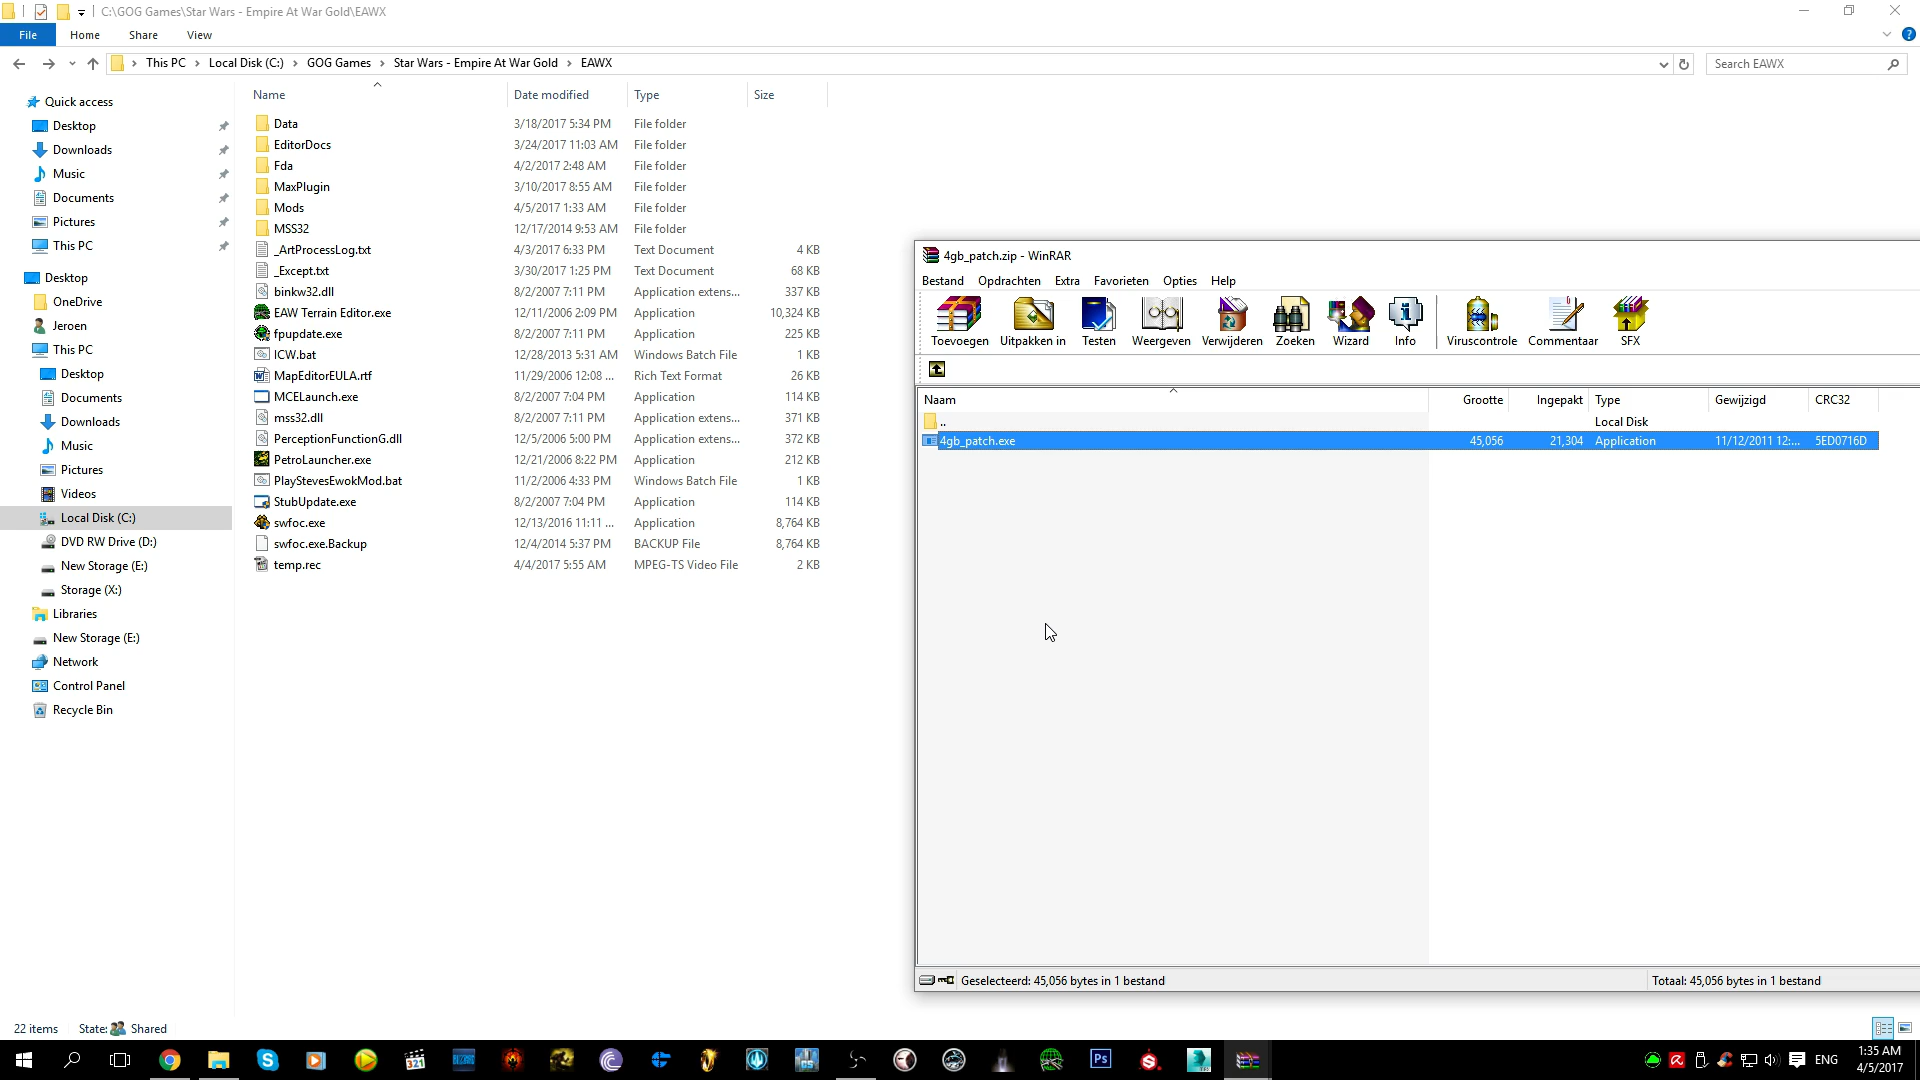 C:\GOG Games\Star Wars - Empire At War Gold\EAWX
File Home Share View
This PC Local Disk (C:) GOG Games Star Wars - Empire At War Gold EAWX
Search EAWX
Name Date modified Type Size
Quick access
Desktop
Downloads
Music
Documents
Pictures
This PC
Desktop
OneDrive
Jeroen
This PC
Desktop
Documents
Downloads
Music
Pictures
Videos
Local Disk (C:)
DVD RW Drive (D:)
New Storage (E:)
Storage (X:)
Libraries
New Storage (E:)
Network
Control Panel
Recycle Bin
Data 3/18/2017 5:34 PM File folder
EditorDocs 3/24/2017 11:03 AM File folder
Fda 4/2/2017 2:48 AM File folder
MaxPlugin 3/10/2017 8:55 AM File folder
Mods 4/5/2017 1:33 AM File folder
MSS32 12/17/2014 9:53 AM File folder
_ArtProcessLog.txt 4/3/2017 6:33 PM Text Document 4 KB
_Except.txt 3/30/2017 1:25 PM Text Document 68 KB
binkw32.dll 8/2/2007 7:11 PM Application extens... 337 KB
EAW Terrain Editor.exe 12/11/2006 2:09 PM Application 10,324 KB
fpupdate.exe 8/2/2007 7:11 PM Application 225 KB
ICW.bat 12/28/2013 5:31 AM Windows Batch File 1 KB
MapEditorEULA.rtf 11/29/2006 12:08 ... Rich Text Format 26 KB
MCELaunch.exe 8/2/2007 7:04 PM Application 114 KB
mss32.dll 8/2/2007 7:11 PM Application extens... 371 KB
PerceptionFunctionG.dll 12/5/2006 5:00 PM Application extens... 372 KB
PetroLauncher.exe 12/21/2006 8:22 PM Application 212 KB
PlayStevesEwokMod.bat 11/2/2006 4:33 PM Windows Batch File 1 KB
StubUpdate.exe 8/2/2007 7:04 PM Application 114 KB
swfoc.exe 12/13/2016 11:11 ... Application 8,764 KB
swfoc.exe.Backup 12/4/2014 5:37 PM BACKUP File 8,764 KB
temp.rec 4/4/2017 5:55 AM MPEG-TS Video File 2 KB
4gb_patch.zip - WinRAR
Bestand Opdrachten Extra Favorieten Opties Help
Toevoegen Uitpakken in Testen Weergeven Verwijderen Zoeken Wizard Info Viruscontrole Commentaar SFX
Naam Grootte Ingepakt Type Gewijzigd CRC32
.. Local Disk
4gb_patch.exe 45,056 21,304 Application 11/12/2011 12:... 5ED0716D
Geselecteerd: 45,056 bytes in 1 bestand Totaal: 45,056 bytes in 1 bestand
22 items State: Shared
321
Ps
ENG
1:35 AM
4/5/2017